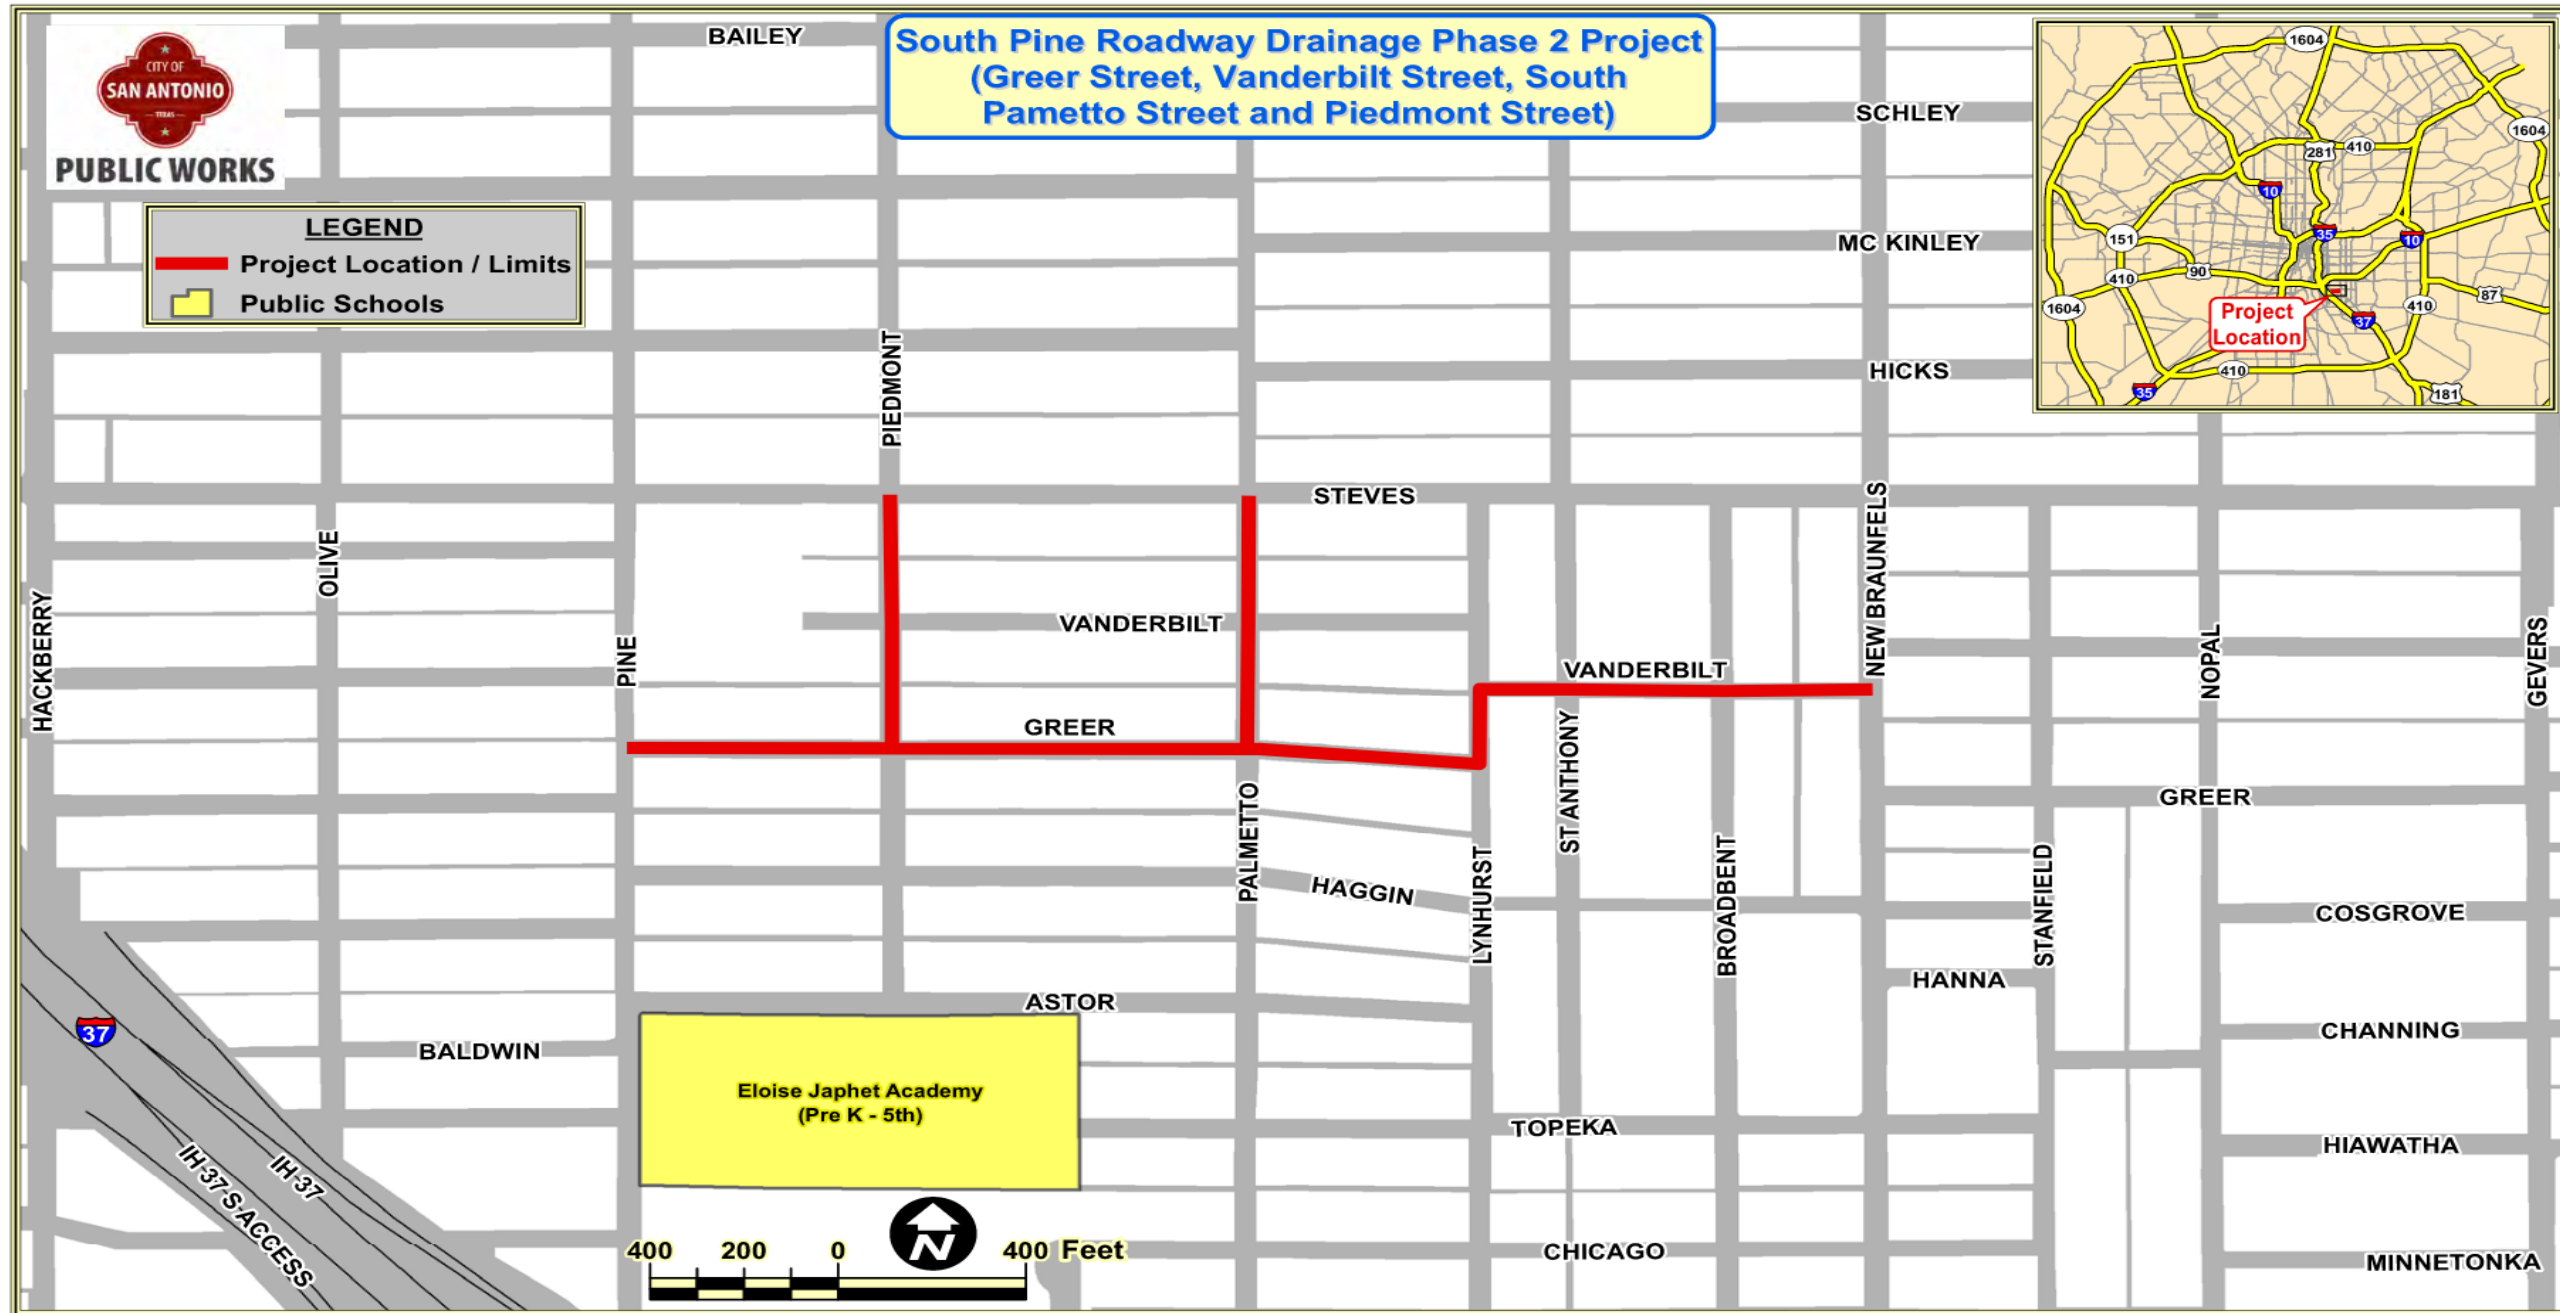 BAILEY
South Pine Roadway Drainage Phase 2 Project
(Greer Street, Vanderbilt Street, South
Pametto Street and Piedmont Street)
CITY OF
SAN ANTONIO
TEXAS
PUBLIC WORKS
LEGEND
Project Location / Limits
Public Schools
SCHLEY
MC KINLEY
HICKS
1604
1604
281
410
10
35
10
151
410
90
1604
87
410
37
Project
Location
410
35
181
PIEDMONT
STEVES
NEW BRAUNFELS
OLIVE
HACKBERRY
PINE
VANDERBILT
VANDERBILT
NOPAL
GEVERS
GREER
ST ANTHONY
PALMETTO
GREER
HAGGIN
LYNHURST
BROADBENT
STANFIELD
COSGROVE
HANNA
ASTOR
CHANNING
37
BALDWIN
Eloise Japhet Academy
(Pre K - 5th)
TOPEKA
HIAWATHA
IH 37
IH 37 S ACCESS
N
400 200 0 400 Feet
CHICAGO
MINNETONKA